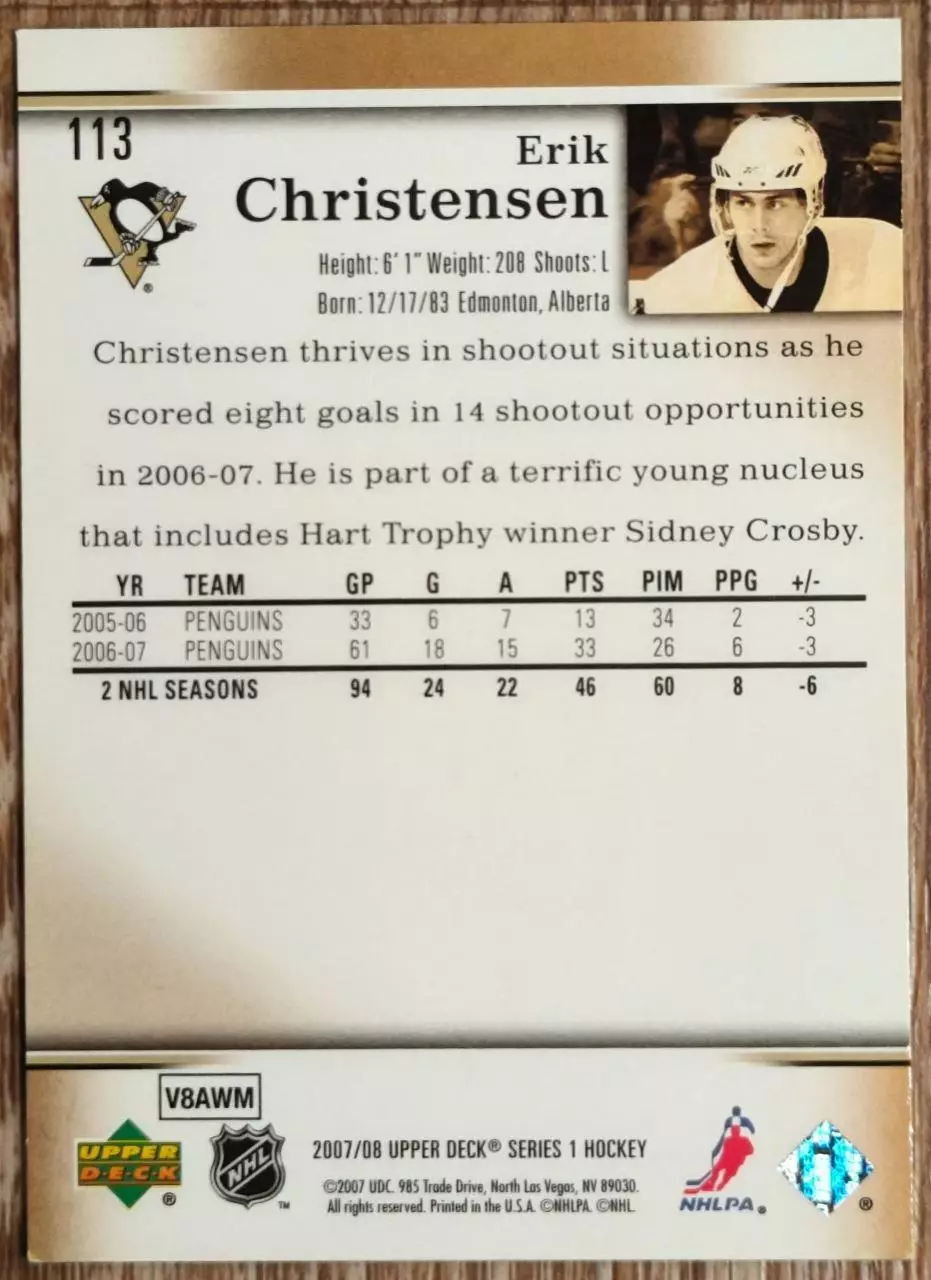 113
Erik
Christensen
Height: 6' 1" Weight: 208 Shoots: L
Born: 12/17/83 Edmonton, Alberta
Christensen thrives in shootout situations as he
scored eight goals in 14 shootout opportunities
in 2006-07. He is part of a terrific young nucleus
that includes Hart Trophy winner Sidney Crosby.
YR TEAM GP G A PTS PIM PPG +/-
2005-06 PENGUINS 33 6 7 13 34 2 -3
2006-07 PENGUINS 61 18 15 33 26 6 -3
2 NHL SEASONS 94 24 22 46 60 8 -6
V8AWM
UPPER
D·E·C·K
®
NHL
™
2007/08 UPPER DECK® SERIES 1 HOCKEY
©2007 UDC. 985 Trade Drive, North Las Vegas, NV 89030.
All rights reserved. Printed in the U.S.A. ©NHLPA. ©NHL.
NHLPA®
®